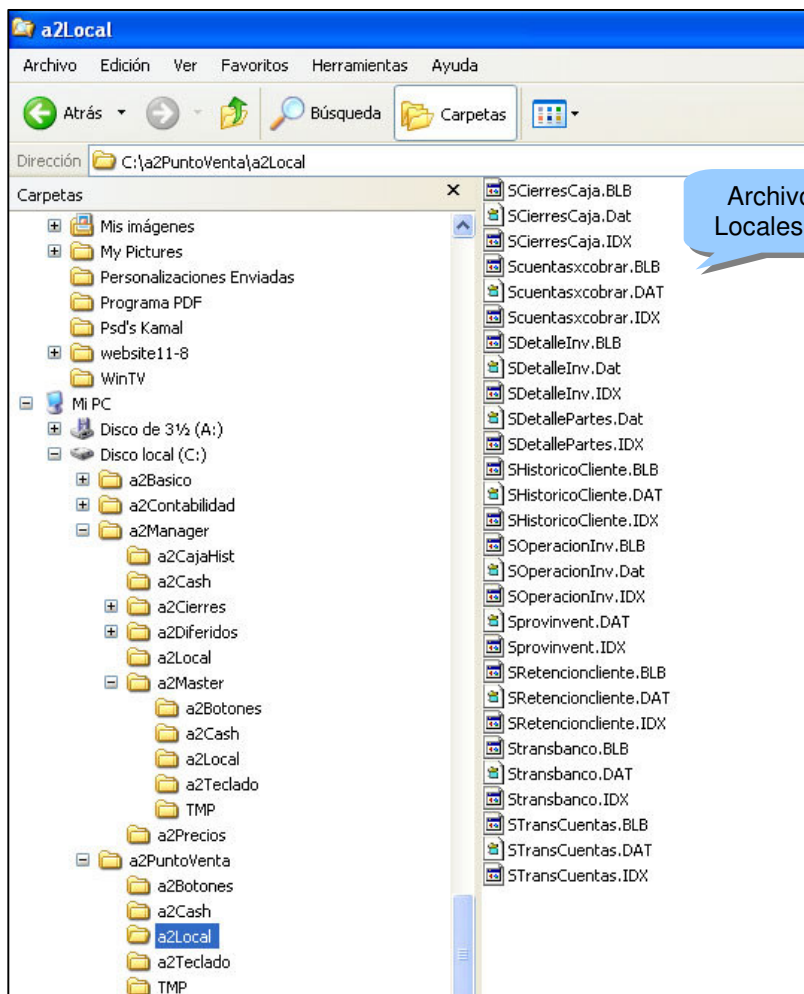 a2Local
Archivo Edición Ver Favoritos Herramientas Ayuda
Atrás Búsqueda Carpetas
Dirección C:\a2PuntoVenta\a2Local
Carpetas x
Mis imágenes
My Pictures
Personalizaciones Enviadas
Programa PDF
Psd's Kamal
website11-8
WinTV
Mi PC
Disco de 3½ (A:)
Disco local (C:)
a2Basico
a2Contabilidad
a2Manager
a2CajaHist
a2Cash
a2Cierres
a2Diferidos
a2Local
a2Master
a2Botones
a2Cash
a2Local
a2Teclado
TMP
a2Precios
a2PuntoVenta
a2Botones
a2Cash
a2Local
a2Teclado
TMP
SCierresCaja.BLB
SCierresCaja.Dat
SCierresCaja.IDX
Scuentasxcobrar.BLB
Scuentasxcobrar.DAT
Scuentasxcobrar.IDX
SDetalleInv.BLB
SDetalleInv.Dat
SDetalleInv.IDX
SDetallePartes.Dat
SDetallePartes.IDX
SHistoricoCliente.BLB
SHistoricoCliente.DAT
SHistoricoCliente.IDX
SOperacionInv.BLB
SOperacionInv.Dat
SOperacionInv.IDX
Sprovinvent.DAT
Sprovinvent.IDX
SRetencioncliente.BLB
SRetencioncliente.DAT
SRetencioncliente.IDX
Stransbanco.BLB
Stransbanco.DAT
Stransbanco.IDX
STransCuentas.BLB
STransCuentas.DAT
STransCuentas.IDX
Archivo
Locales